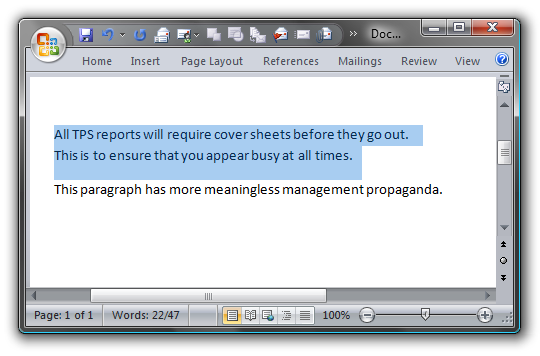 Doc...
Home Insert Page Layout References Mailings Review View
All TPS reports will require cover sheets before they go out.
This is to ensure that you appear busy at all times.
This paragraph has more meaningless management propaganda.
Page: 1 of 1 Words: 22/47 100%